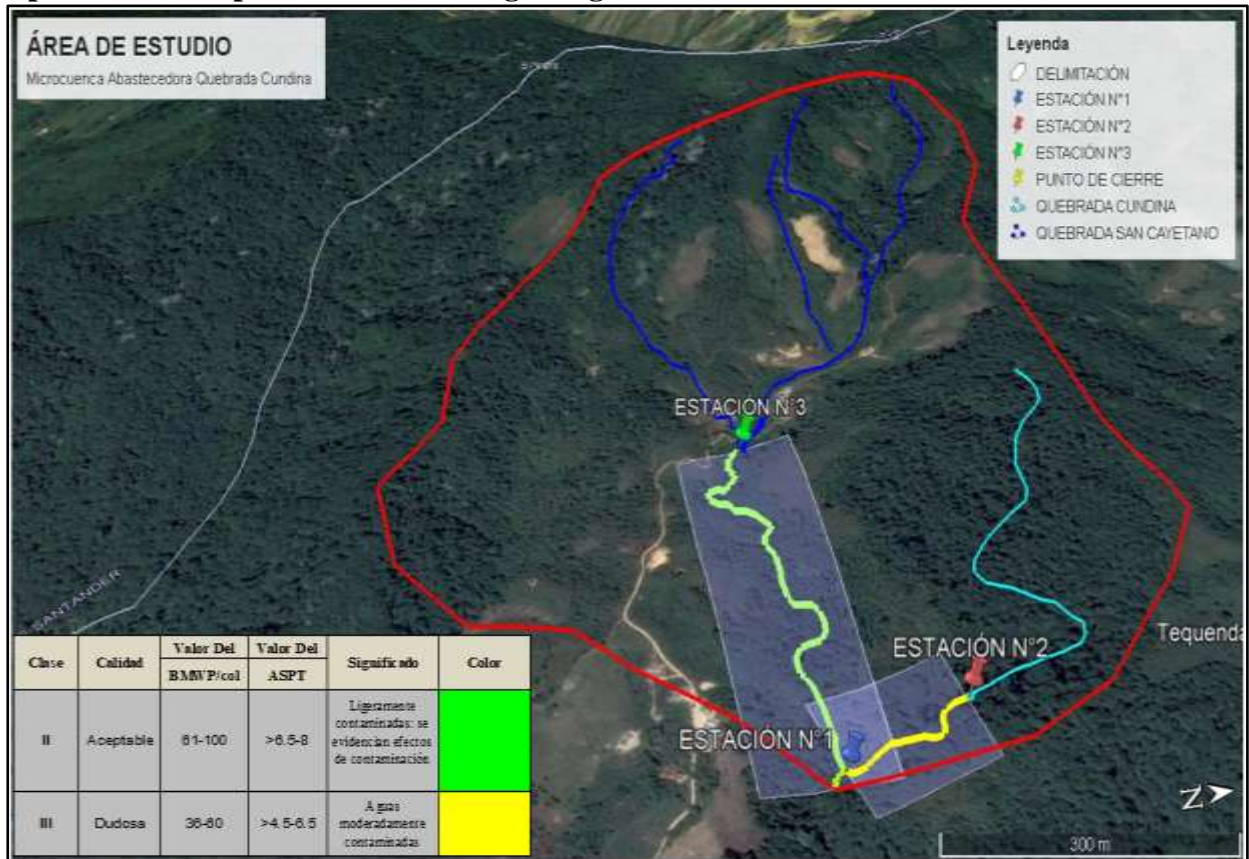 ÁREA DE ESTUDIO
Microcuenca Abastecedora Quebrada Cundina
Leyenda
DELIMITACIÓN
ESTACIÓN N°1
ESTACIÓN N°2
ESTACIÓN N°3
PUNTO DE CIERRE
QUEBRADA CUNDINA
QUEBRADA SAN CAYETANO
ESTACIÓN N°3
SANTANDER
Tequenda
ESTACIÓN N°2
ESTACIÓN N°1
Clase Calidad Valor Del BMWP/col Valor Del ASPT Significado Color
II Aceptable 61-100 >6.5-8 Ligeramente contaminadas: se evidencian efectos de contaminación
III Dudosa 36-60 >4.5-6.5 Aguas moderadamente contaminadas
Z
300 m